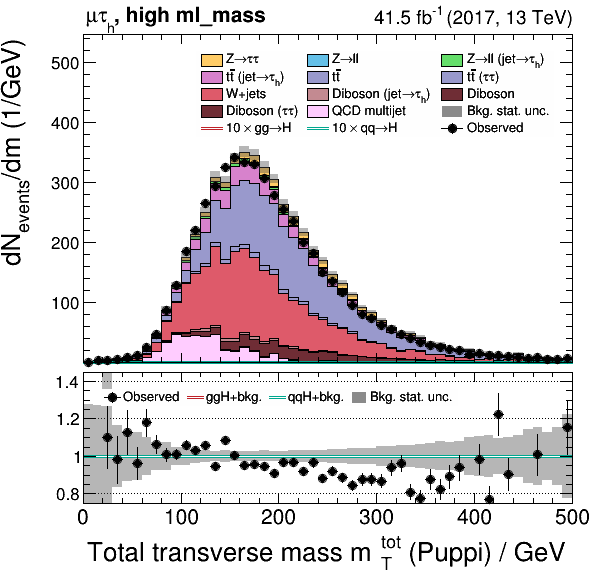 μτh, high ml_mass 41.5 fb⁻¹ (2017, 13 TeV)
dN_events/dm (1/GeV)
500
400
300
200
100
Z→ττ Z→ll Z→ll (jet→τh)
tt̄ (jet→τh) tt̄ tt̄ (ττ)
W+jets Diboson (jet→τh) Diboson
Diboson (ττ) QCD multijet Bkg. stat. unc.
10 × gg→H 10 × qq→H Observed
1.4
1.2
1
0.8
Observed ggH+bkg. qqH+bkg. Bkg. stat. unc.
0 100 200 300 400 500
Total transverse mass m_T^tot (Puppi) / GeV